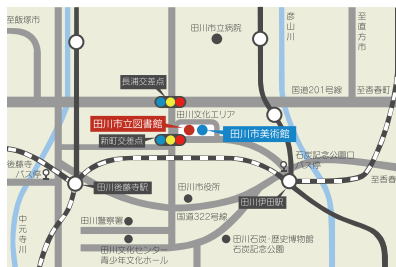 至飯塚市
田川市立病院
彦山川
至直方市
長浦交差点
国道201号線
至香春町
田川文化エリア
田川市立図書館
田川市美術館
新町交差点
後藤寺
バス停
石炭記念公園口
バス停
至香春
田川後藤寺駅
田川市役所
田川伊田駅
中元寺川
田川警察署
国道322号線
田川文化センター
青少年文化ホール
田川石炭・歴史博物館
石炭記念公園